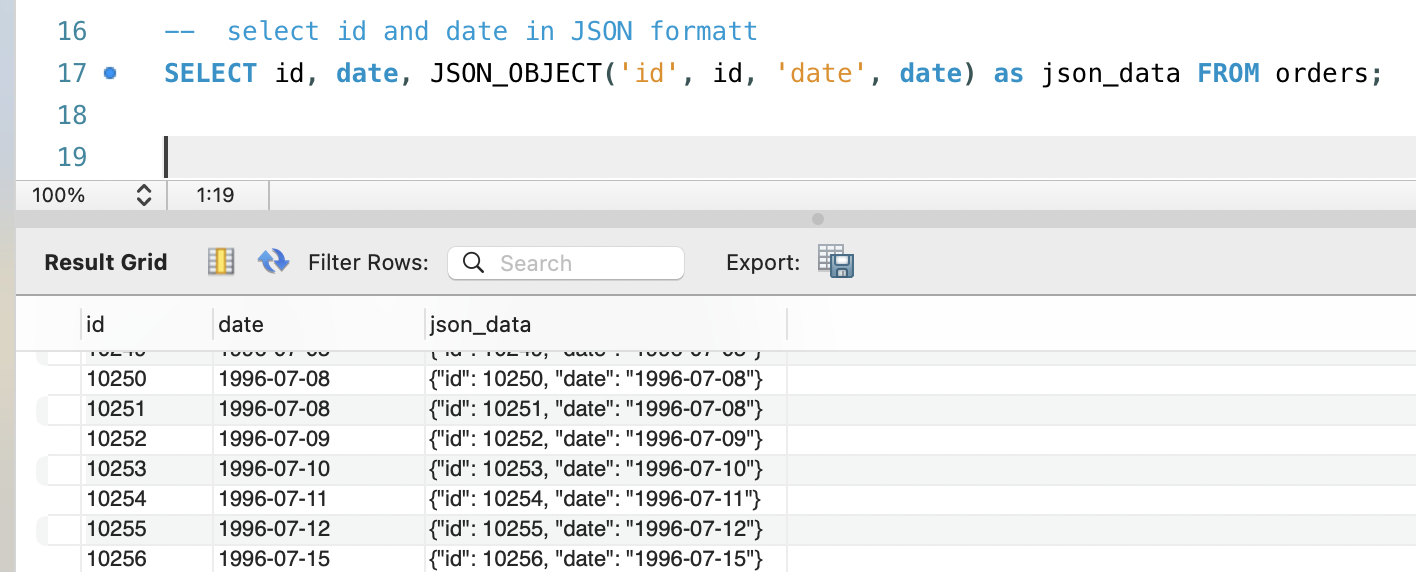 16 -- select id and date in JSON formatt
17 SELECT id, date, JSON_OBJECT('id', id, 'date', date) as json_data FROM orders;
18
19
100% 1:19
Result Grid Filter Rows: Search Export:
id date json_data
10250 1996-07-08 {"id": 10250, "date": "1996-07-08"}
10251 1996-07-08 {"id": 10251, "date": "1996-07-08"}
10252 1996-07-09 {"id": 10252, "date": "1996-07-09"}
10253 1996-07-10 {"id": 10253, "date": "1996-07-10"}
10254 1996-07-11 {"id": 10254, "date": "1996-07-11"}
10255 1996-07-12 {"id": 10255, "date": "1996-07-12"}
10256 1996-07-15 {"id": 10256, "date": "1996-07-15"}